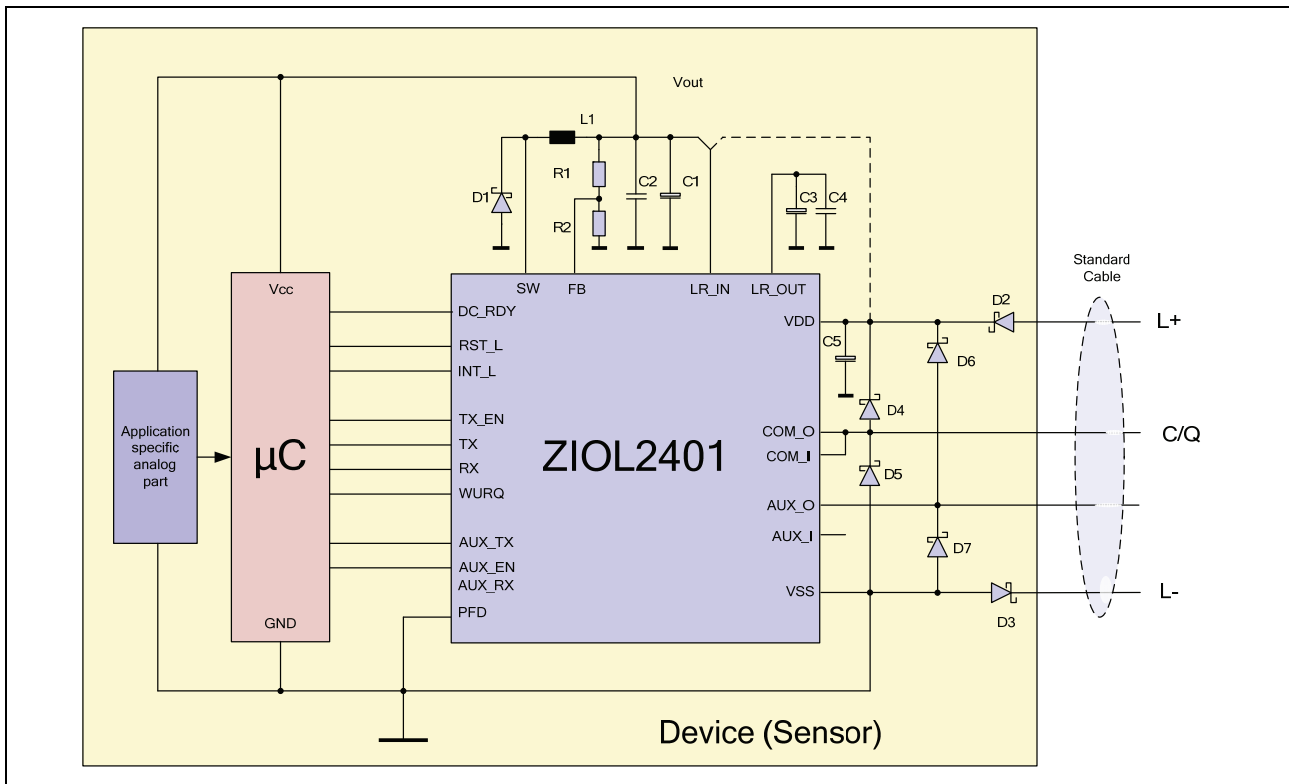 Vout
L1
R1
C2
C1
D1
R2
C3
C4
Standard
Cable
Vcc
SW
FB
LR_IN
LR_OUT
D2
L+
DC_RDY
VDD
RST_L
C5
D6
INT_L
D4
Application
specific
analog
part
µC
TX_EN
TX
RX
WURQ
ZIOL2401
COM_O
COM_I
C/Q
D5
AUX_O
AUX_TX
AUX_I
D7
AUX_EN
AUX_RX
VSS
L-
PFD
GND
D3
Device (Sensor)